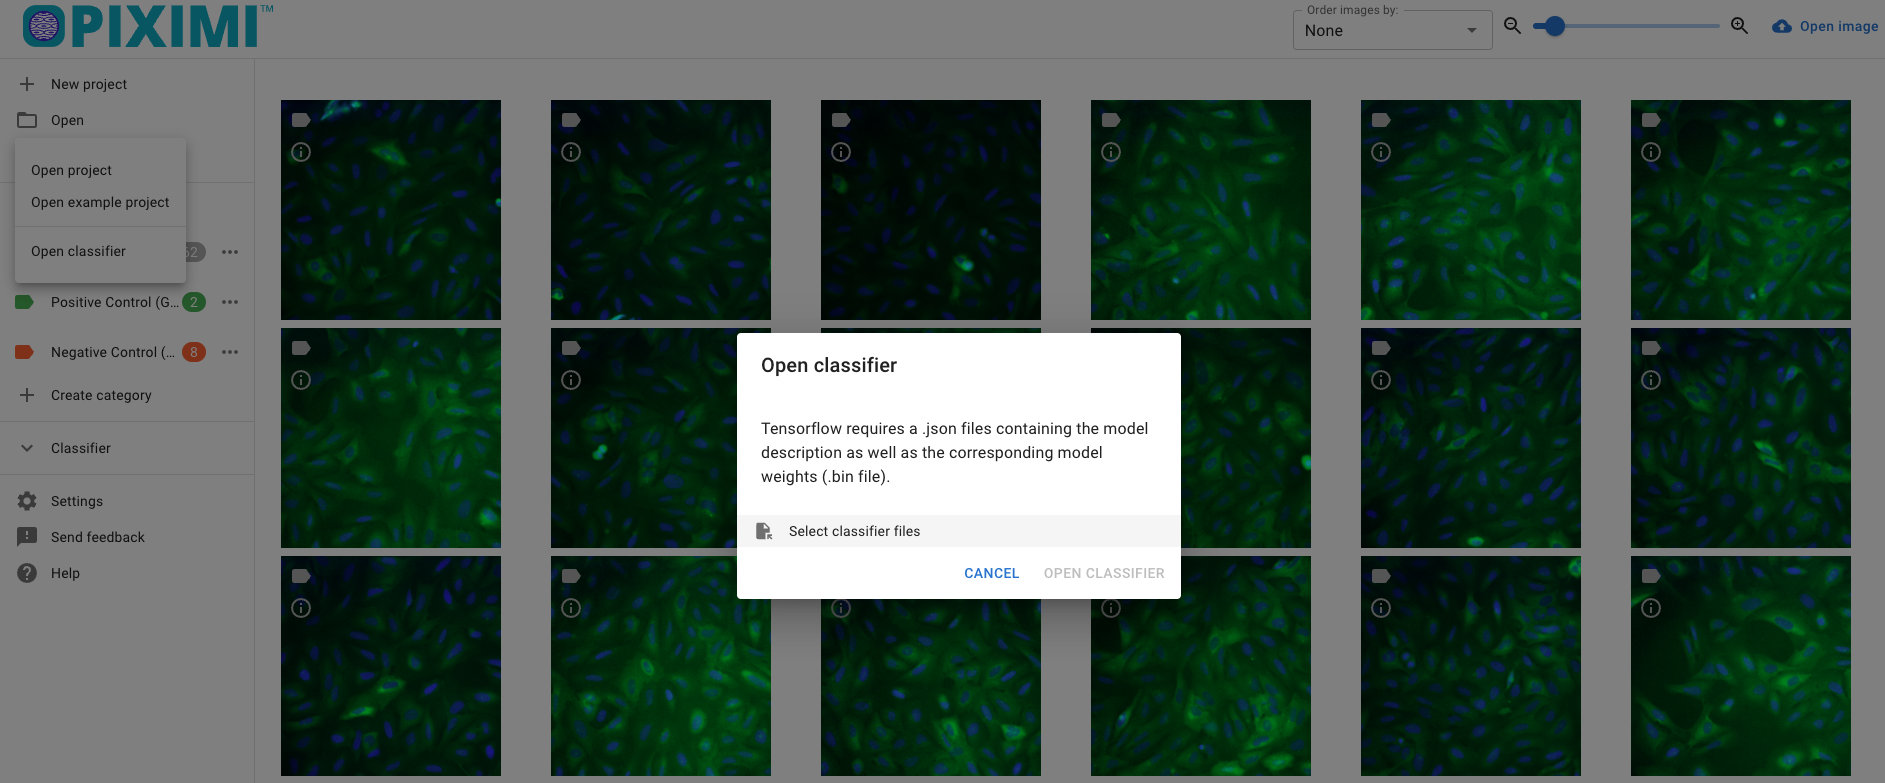 PIXIMI™
Order images by:
None
Open image
New project
Open
Open project
Open example project
Open classifier
Positive Control (G... 2
Negative Control (... 8
Create category
Classifier
Settings
Send feedback
Help
Open classifier
Tensorflow requires a .json files containing the model
description as well as the corresponding model
weights (.bin file).
Select classifier files
CANCEL
OPEN CLASSIFIER